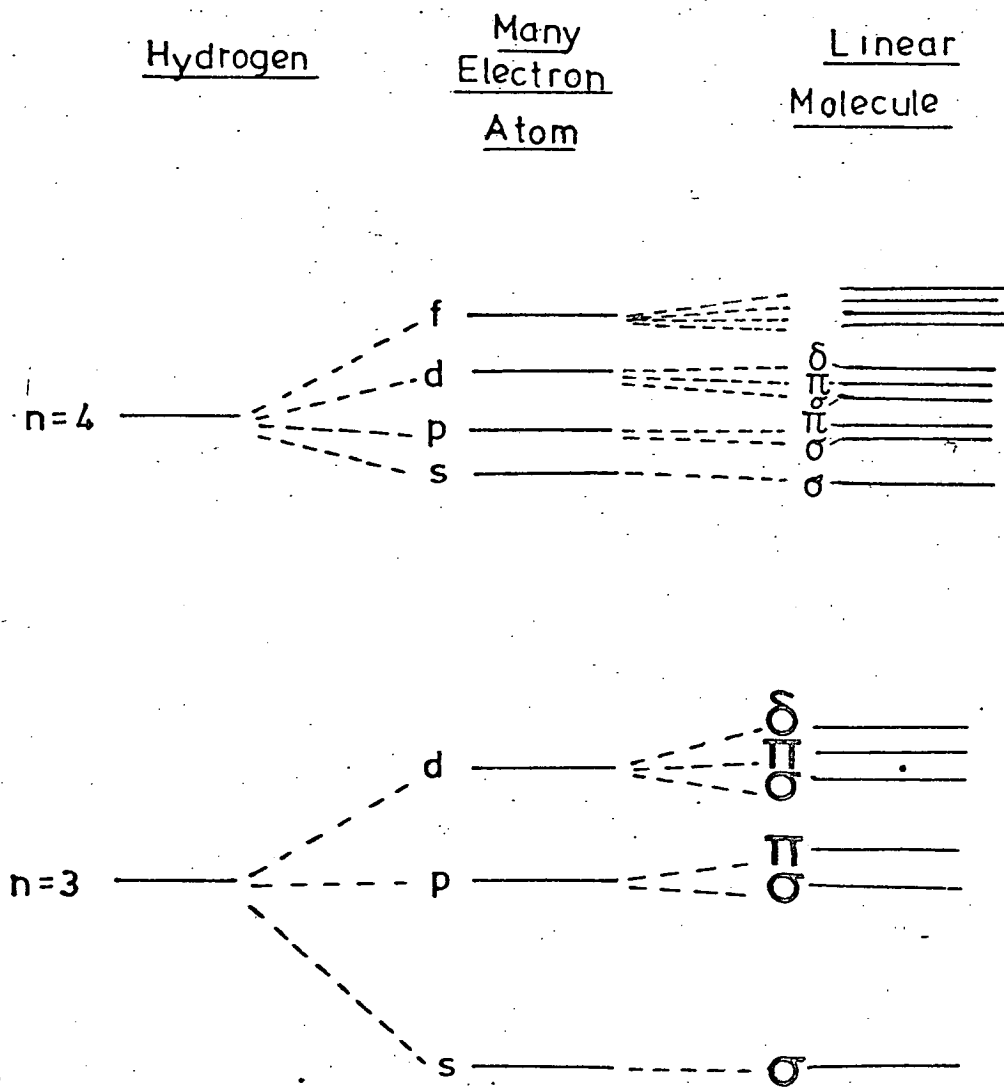 Hydrogen
Many
Electron
Atom
Linear
Molecule
n=4
f
d
p
s
δ
π
σ
π
σ
σ
n=3
d
p
s
δ
π
σ
π
σ
σ